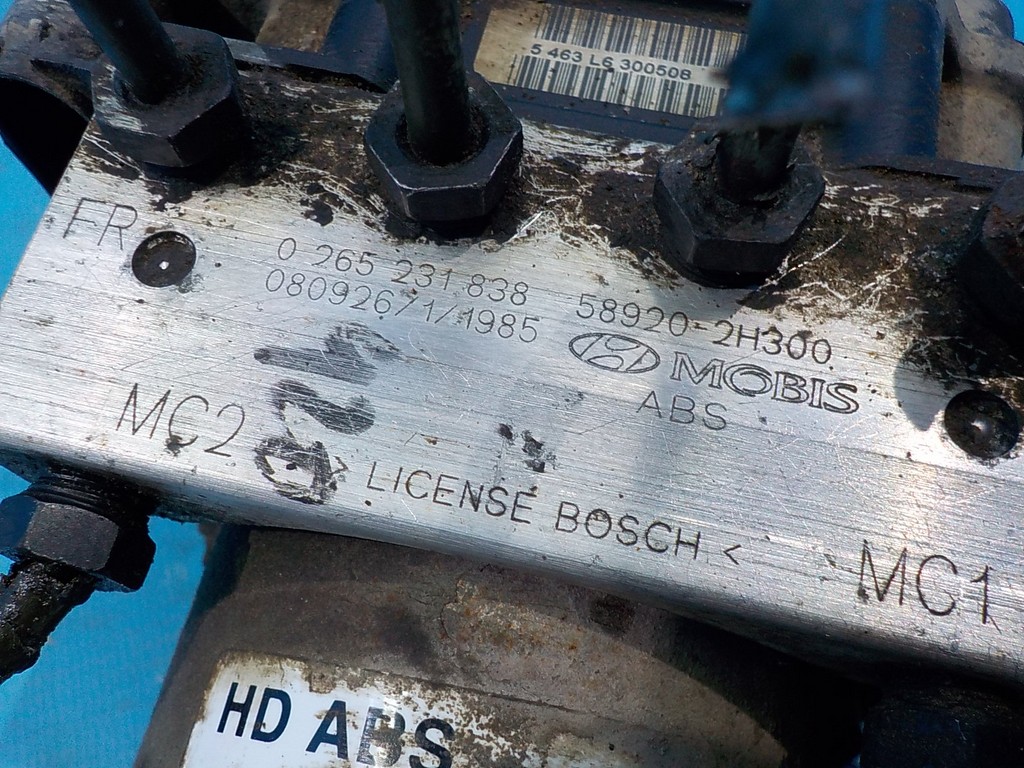 5 463 L6 300508
FR
0 265 231 838
080926/1/1985
58920-2H300
MOBIS
ABS
MC2
> LICENSE BOSCH <
MC1
HD ABS